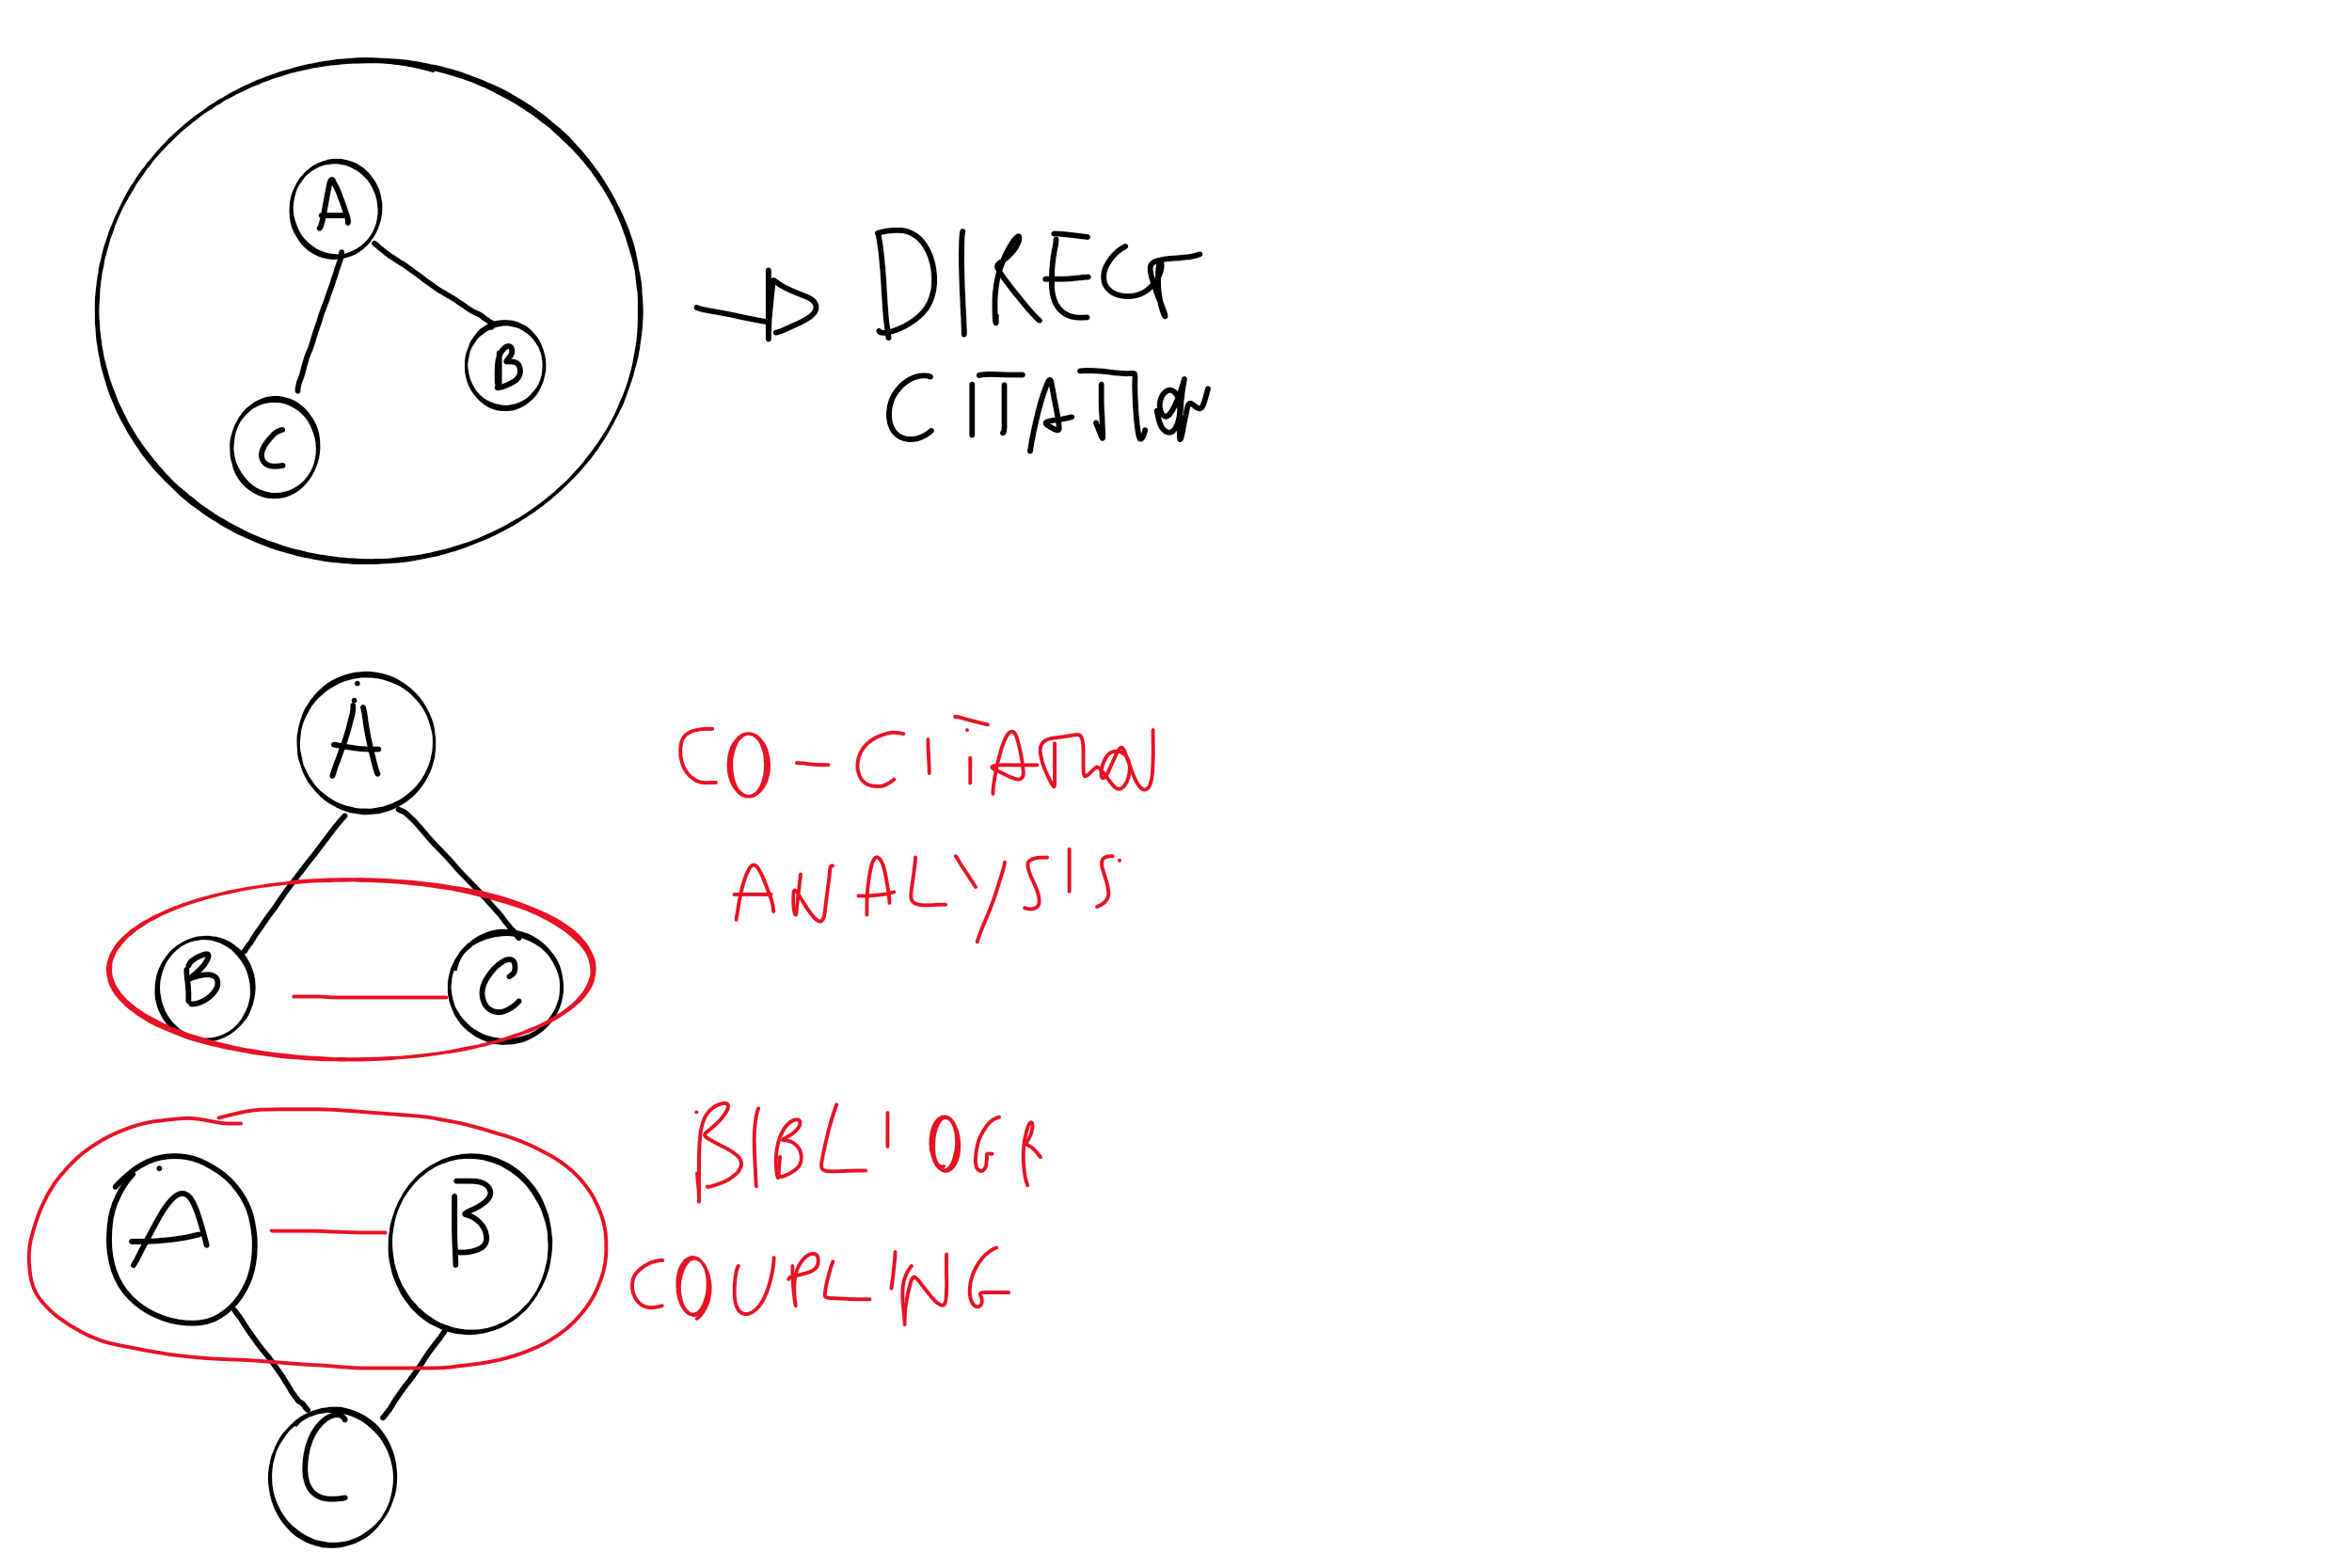 A
B
C
DIRECT
CITATION
A
B
C
CO-CITATION
ANALYSIS
A
B
C
BIBLIOGR
COUPLING